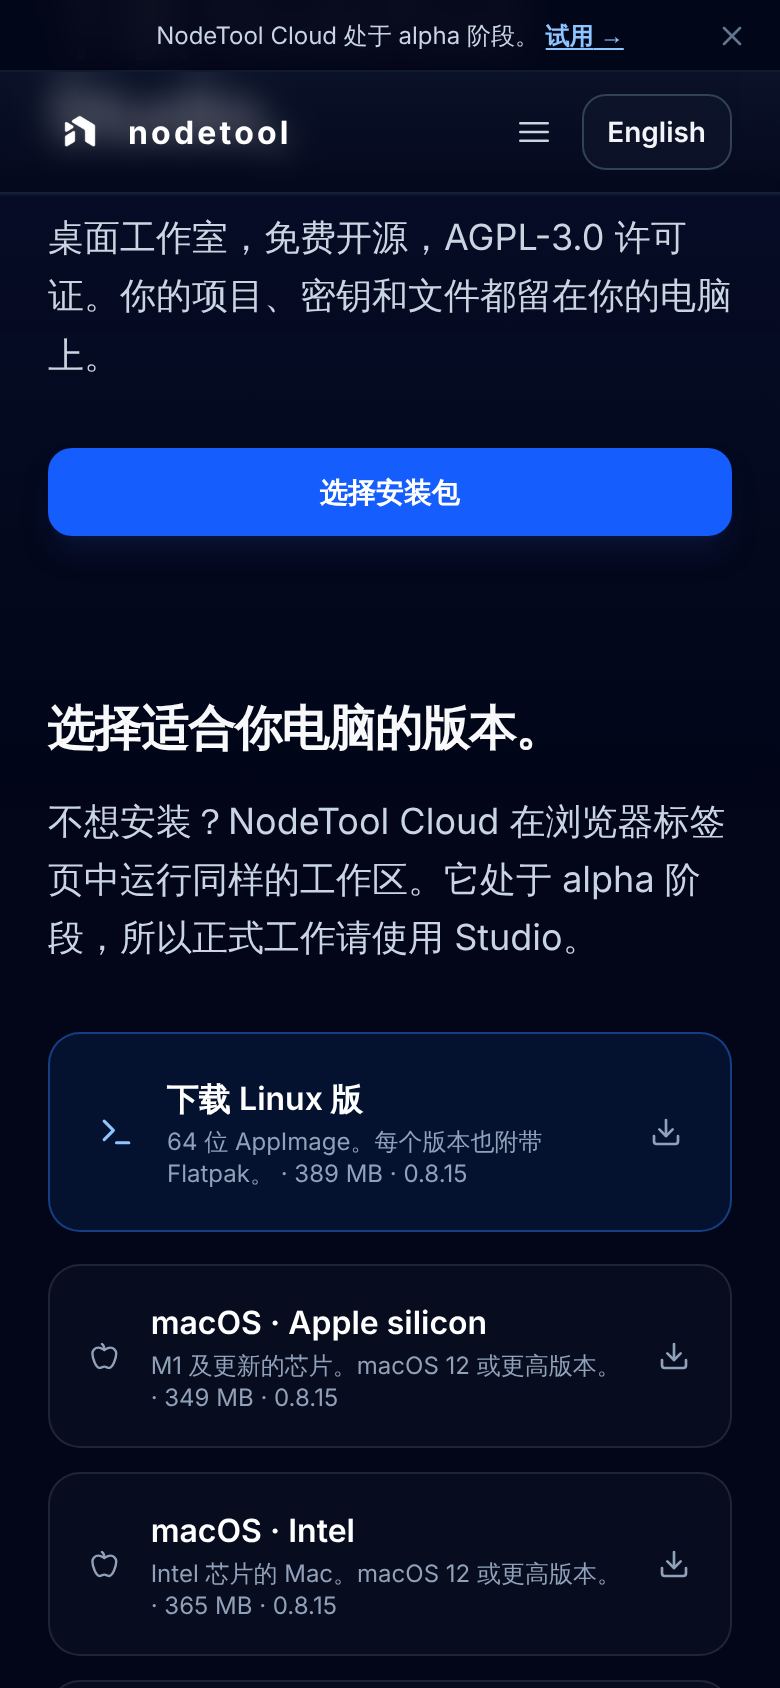 NodeTool Cloud 处于 alpha 阶段。 试用 →
nodetool
English
桌面工作室，免费开源，AGPL-3.0 许可
证。你的项目、密钥和文件都留在你的电脑
上。
选择安装包
选择适合你电脑的版本。
不想安装？NodeTool Cloud 在浏览器标签
页中运行同样的工作区。它处于 alpha 阶
段，所以正式工作请使用 Studio。
下载 Linux 版
64 位 AppImage。每个版本也附带
Flatpak。 · 389 MB · 0.8.15
macOS · Apple silicon
M1 及更新的芯片。macOS 12 或更高版本。
· 349 MB · 0.8.15
macOS · Intel
Intel 芯片的 Mac。macOS 12 或更高版本。
· 365 MB · 0.8.15